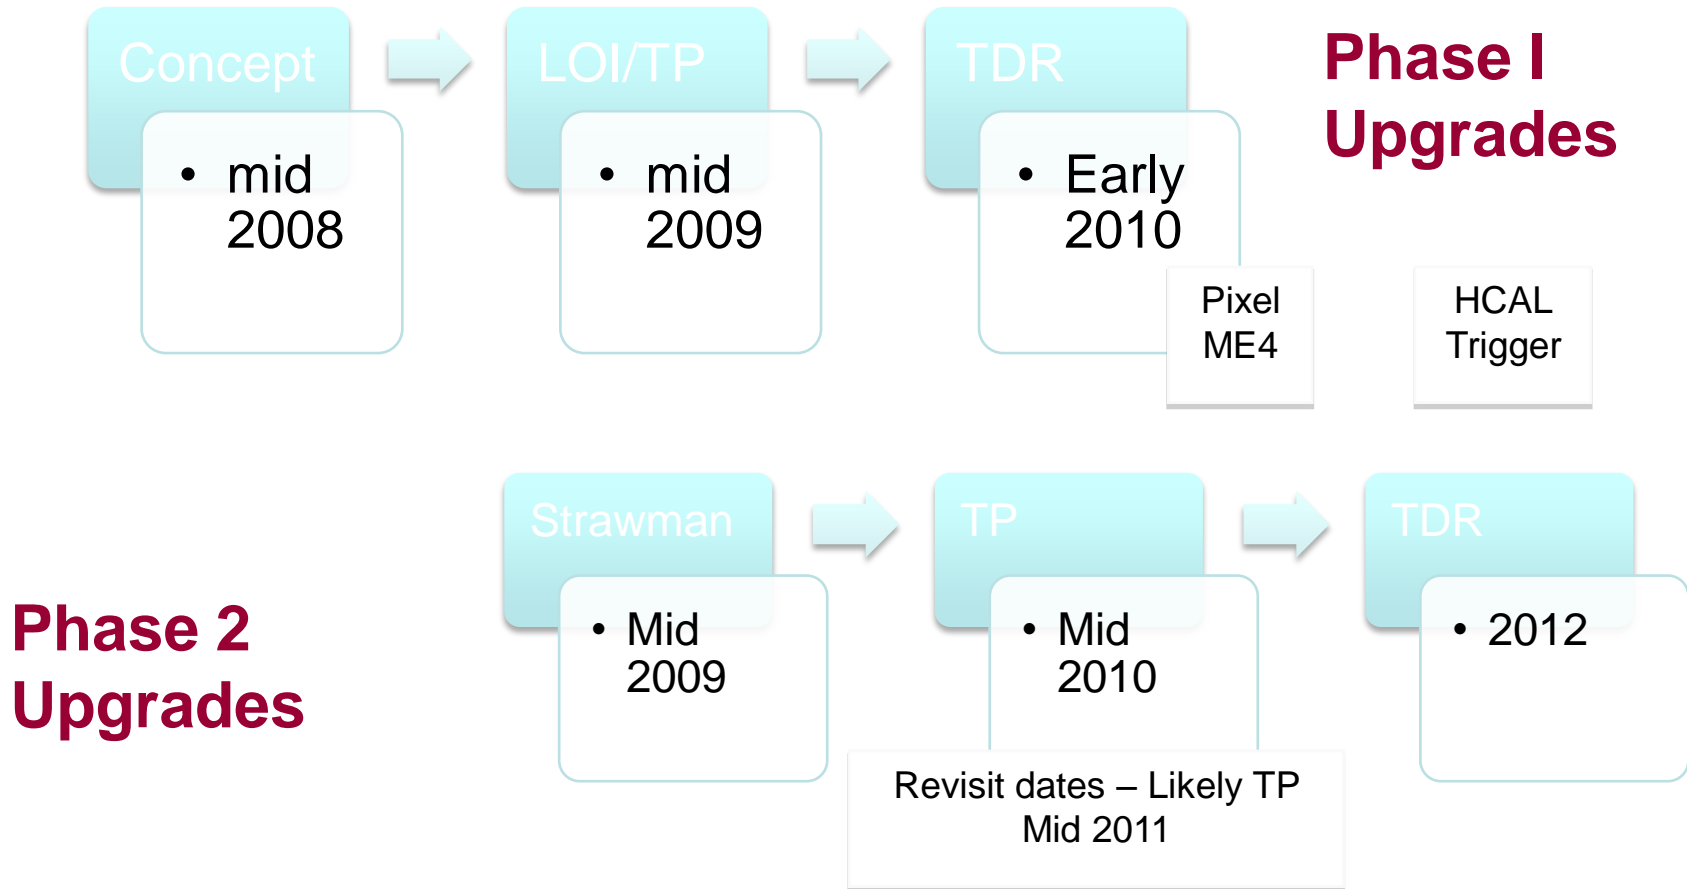 Concept
• mid
2008
LOI/TP
• mid
2009
TDR
• Early
2010
Phase I
Upgrades
Pixel
ME4
HCAL
Trigger
Phase 2
Upgrades
Strawman
• Mid
2009
TP
• Mid
2010
TDR
• 2012
Revisit dates – Likely TP
Mid 2011